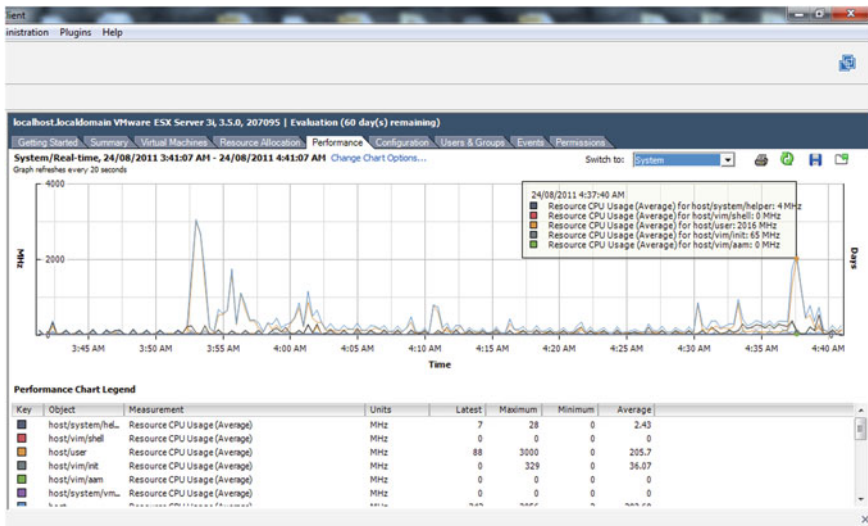 lient
inistration Plugins Help
localhost.localdomain VMware ESX Server 3i, 3.5.0, 207095 | Evaluation (60 day(s) remaining)
Getting Started Summary Virtual Machines Resource Allocation Performance Configuration Users & Groups Events Permissions
System/Real-time, 24/08/2011 3:41:07 AM - 24/08/2011 4:41:07 AM Change Chart Options... Switch to: System
Graph refreshes every 20 seconds
4000
2000
0
MHz
Days
24/08/2011 4:37:40 AM
Resource CPU Usage (Average) for host/system/helper: 4 MHz
Resource CPU Usage (Average) for host/vim/shell: 0 MHz
Resource CPU Usage (Average) for host/user: 2016 MHz
Resource CPU Usage (Average) for host/vim/init: 65 MHz
Resource CPU Usage (Average) for host/vim/aam: 0 MHz
3:45 AM 3:50 AM 3:55 AM 4:00 AM 4:05 AM 4:10 AM 4:15 AM 4:20 AM 4:25 AM 4:30 AM 4:35 AM 4:40 AM
Time
Performance Chart Legend
Key Object Measurement Units Latest Maximum Minimum Average
host/system/hel... Resource CPU Usage (Average) MHz 7 28 0 2.43
host/vim/shell Resource CPU Usage (Average) MHz 0 0 0 0
host/user Resource CPU Usage (Average) MHz 88 3000 0 205.7
host/vim/init Resource CPU Usage (Average) MHz 0 329 0 36.07
host/vim/aam Resource CPU Usage (Average) MHz 0 0 0 0
host/system/vm... Resource CPU Usage (Average) MHz 0 0 0 0